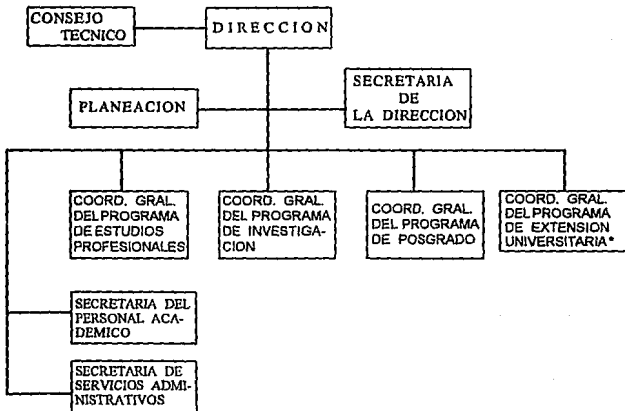 CONSEJO
TECNICO
DIRECCION
PLANEACION
SECRETARIA
DE
LA DIRECCION
COORD. GRAL.
DEL PROGRAMA
DE ESTUDIOS
PROFESIONALES
COORD. GRAL.
DEL PROGRAMA
DE INVESTIGA-
CION
COORD. GRAL.
DEL PROGRAMA
DE POSGRADO
COORD. GRAL.
DEL PROGRAMA
DE EXTENSION
UNIVERSITARIA*
SECRETARIA DEL
PERSONAL ACA-
DEMICO
SECRETARIA DE
SERVICIOS ADMI-
NISTRATIVOS